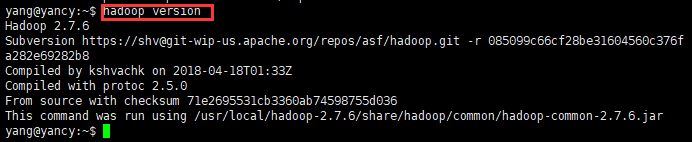 yang@yancy:~$ hadoop version
Hadoop 2.7.6
Subversion https://shv@git-wip-us.apache.org/repos/asf/hadoop.git -r 085099c66cf28be31604560c376f
a282e69282b8
Compiled by kshvachk on 2018-04-18T01:33Z
Compiled with protoc 2.5.0
From source with checksum 71e2695531cb3360ab74598755d036
This command was run using /usr/local/hadoop-2.7.6/share/hadoop/common/hadoop-common-2.7.6.jar
yang@yancy:~$